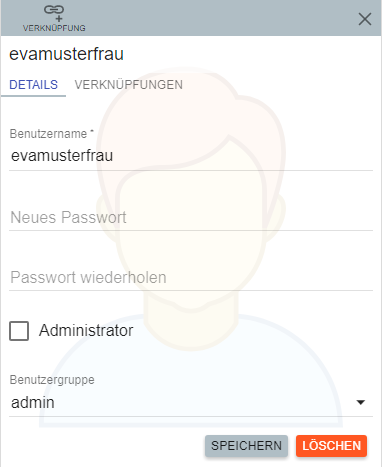 VERKNÜPFUNG
evamusterfrau
DETAILS VERKNÜPFUNGEN
Benutzername *
evamusterfrau
Neues Passwort
Passwort wiederholen
Administrator
Benutzergruppe
admin
SPEICHERN LÖSCHEN